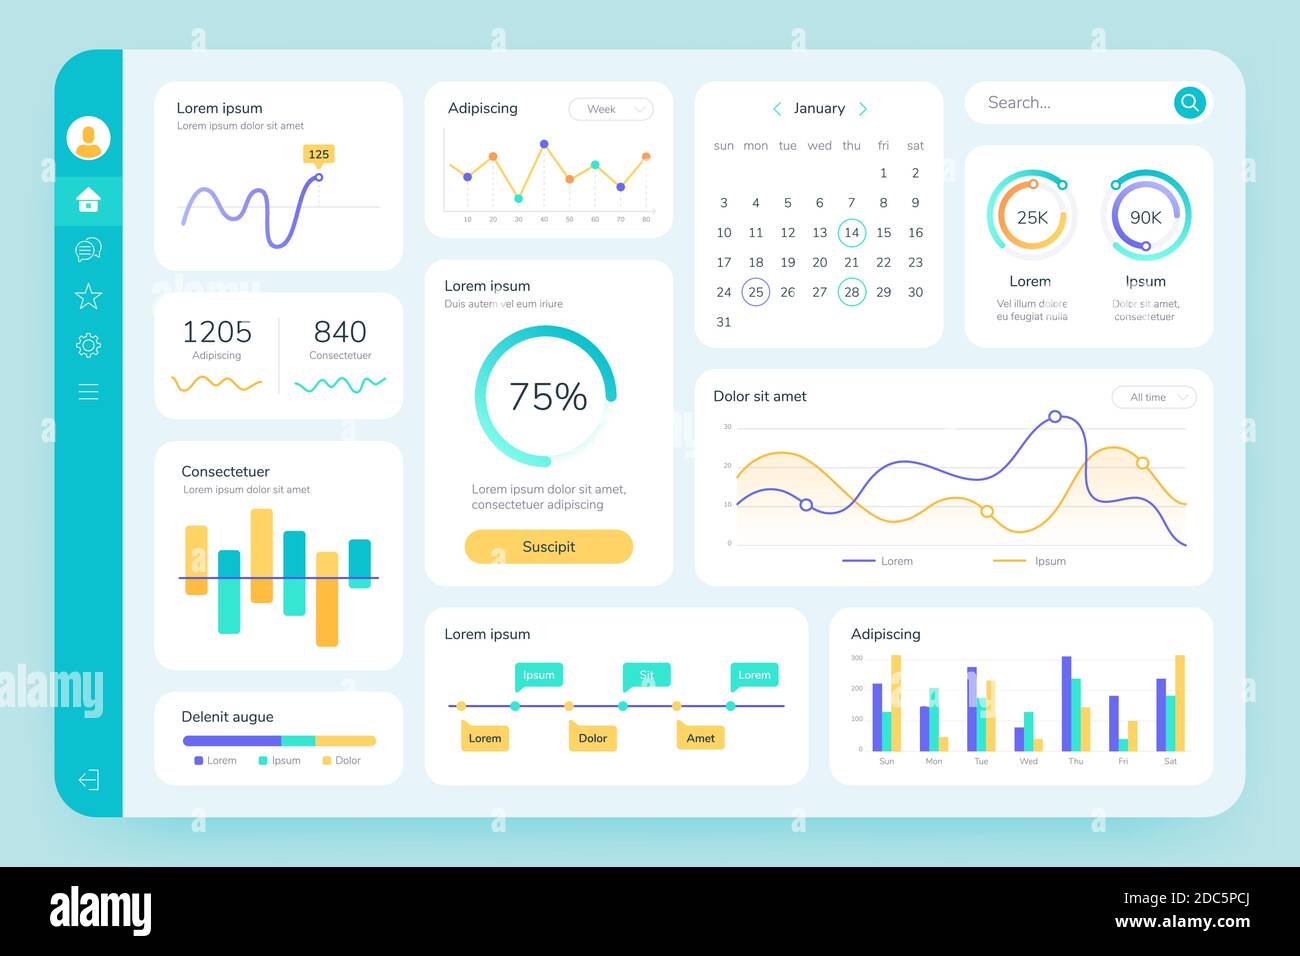 Lorem ipsum
Lorem ipsum dolor sit amet
125
1205
Adipiscing
840
Consectetuer
Consectetuer
Lorem ipsum dolor sit amet
Delenit augue
Lorem Ipsum Dolor
Adipiscing
Week
10 20 30 40 50 60 70 80
Lorem ipsum
Duis autem vel eum iriure
75%
Lorem ipsum dolor sit amet,
consectetuer adipiscing
Suscipit
January
sun mon tue wed thu fri sat
1 2
3 4 5 6 7 8 9
10 11 12 13 14 15 16
17 18 19 20 21 22 23
24 25 26 27 28 29 30
31
Search...
25K
Lorem
Vel illum dolore
eu feugiat nulla
90K
Ipsum
Dolor sit amet,
consectetuer
Dolor sit amet
All time
30
20
10
0
Lorem Ipsum
Lorem ipsum
Ipsum Sit Lorem
Lorem Dolor Amet
Adipiscing
300
200
100
0
Sun Mon Tue Wed Thu Fri Sat
a a a a
alamy
a a
alamy
a a
alamy a a a
a a a a
alamy
Image ID: 2DC5PCJ
www.alamy.com